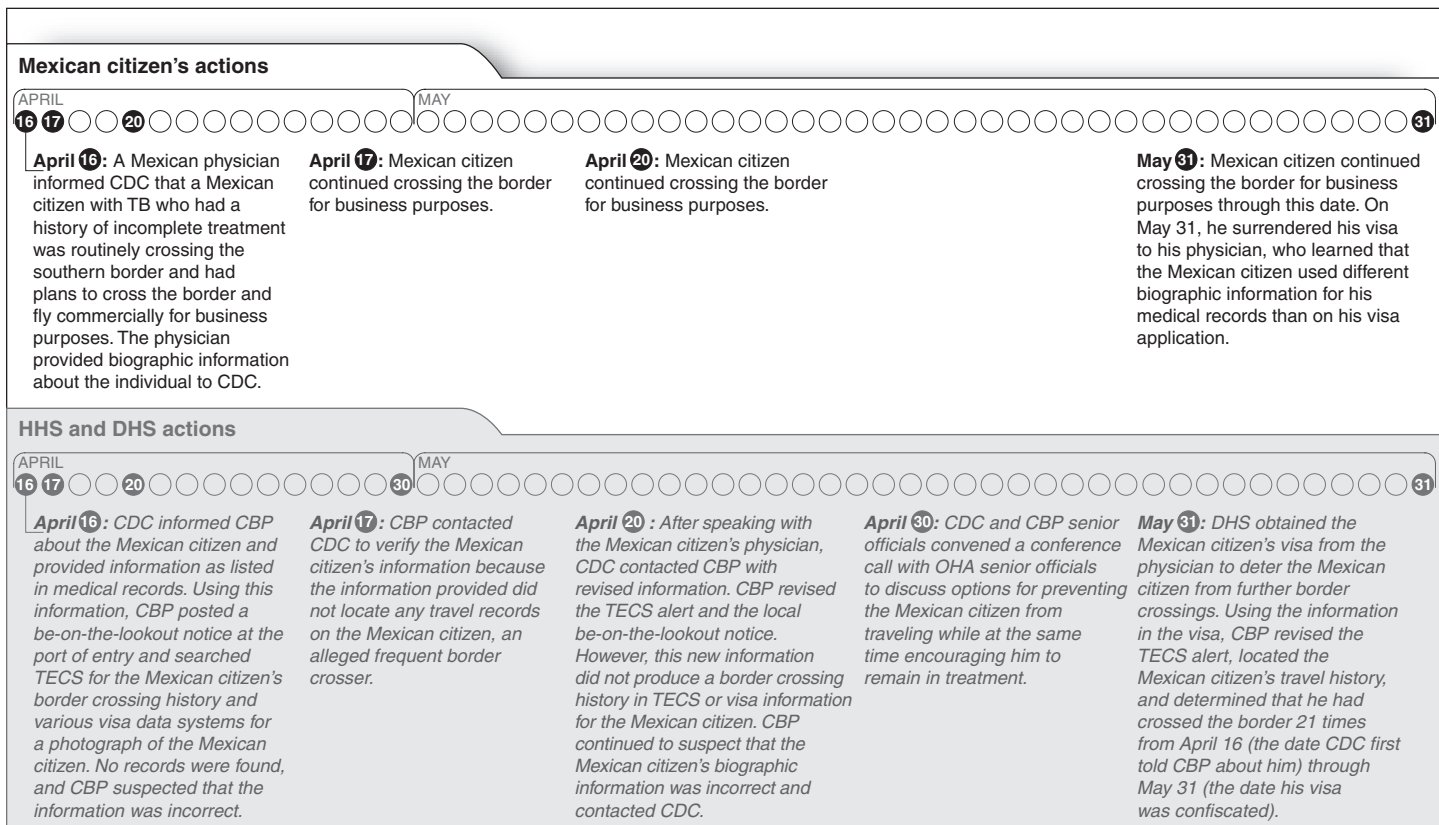 Mexican citizen's actions
APRIL
MAY
16 17 20 31
April 16: A Mexican physician
informed CDC that a Mexican
citizen with TB who had a
history of incomplete treatment
was routinely crossing the
southern border and had
plans to cross the border and
fly commercially for business
purposes. The physician
provided biographic information
about the individual to CDC.
April 17: Mexican citizen
continued crossing the border
for business purposes.
April 20: Mexican citizen
continued crossing the border
for business purposes.
May 31: Mexican citizen continued
crossing the border for business
purposes through this date. On
May 31, he surrendered his visa
to his physician, who learned that
the Mexican citizen used different
biographic information for his
medical records than on his visa
application.
HHS and DHS actions
APRIL
MAY
16 17 20 30 31
April 16: CDC informed CBP
about the Mexican citizen and
provided information as listed
in medical records. Using this
information, CBP posted a
be-on-the-lookout notice at the
port of entry and searched
TECS for the Mexican citizen's
border crossing history and
various visa data systems for
a photograph of the Mexican
citizen. No records were found,
and CBP suspected that the
information was incorrect.
April 17: CBP contacted
CDC to verify the Mexican
citizen's information because
the information provided did
not locate any travel records
on the Mexican citizen, an
alleged frequent border
crosser.
April 20 : After speaking with
the Mexican citizen's physician,
CDC contacted CBP with
revised information. CBP revised
the TECS alert and the local
be-on-the-lookout notice.
However, this new information
did not produce a border crossing
history in TECS or visa information
for the Mexican citizen. CBP
continued to suspect that the
Mexican citizen's biographic
information was incorrect and
contacted CDC.
April 30: CDC and CBP senior
officials convened a conference
call with OHA senior officials
to discuss options for preventing
the Mexican citizen from
traveling while at the same
time encouraging him to
remain in treatment.
May 31: DHS obtained the
Mexican citizen's visa from the
physician to deter the Mexican
citizen from further border
crossings. Using the information
in the visa, CBP revised the
TECS alert, located the
Mexican citizen's travel history,
and determined that he had
crossed the border 21 times
from April 16 (the date CDC first
told CBP about him) through
May 31 (the date his visa
was confiscated).